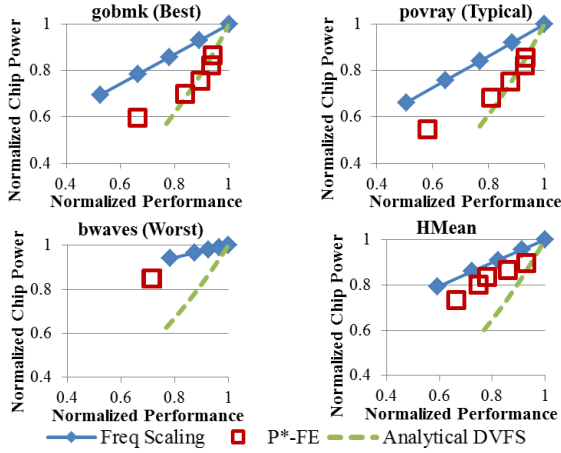 gobmk (Best)
Normalized Chip Power
1
0.8
0.6
0.4
0.4 0.6 0.8 1
Normalized Performance
povray (Typical)
Normalized Chip Power
1
0.8
0.6
0.4
0.4 0.6 0.8 1
Normalized Performance
bwaves (Worst)
Normalized Chip Power
1
0.8
0.6
0.4
0.4 0.6 0.8 1
Normalized Performance
HMean
Normalized Chip Power
1
0.8
0.6
0.4
0.4 0.6 0.8 1
Normalized Performance
Freq Scaling P*-FE Analytical DVFS